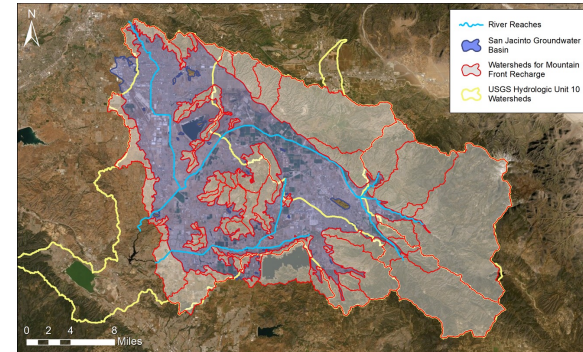 N
River Reaches
San Jacinto Groundwater
Basin
Watersheds for Mountain
Front Recharge
USGS Hydrologic Unit 10
Watersheds
0 2 4 8
Miles